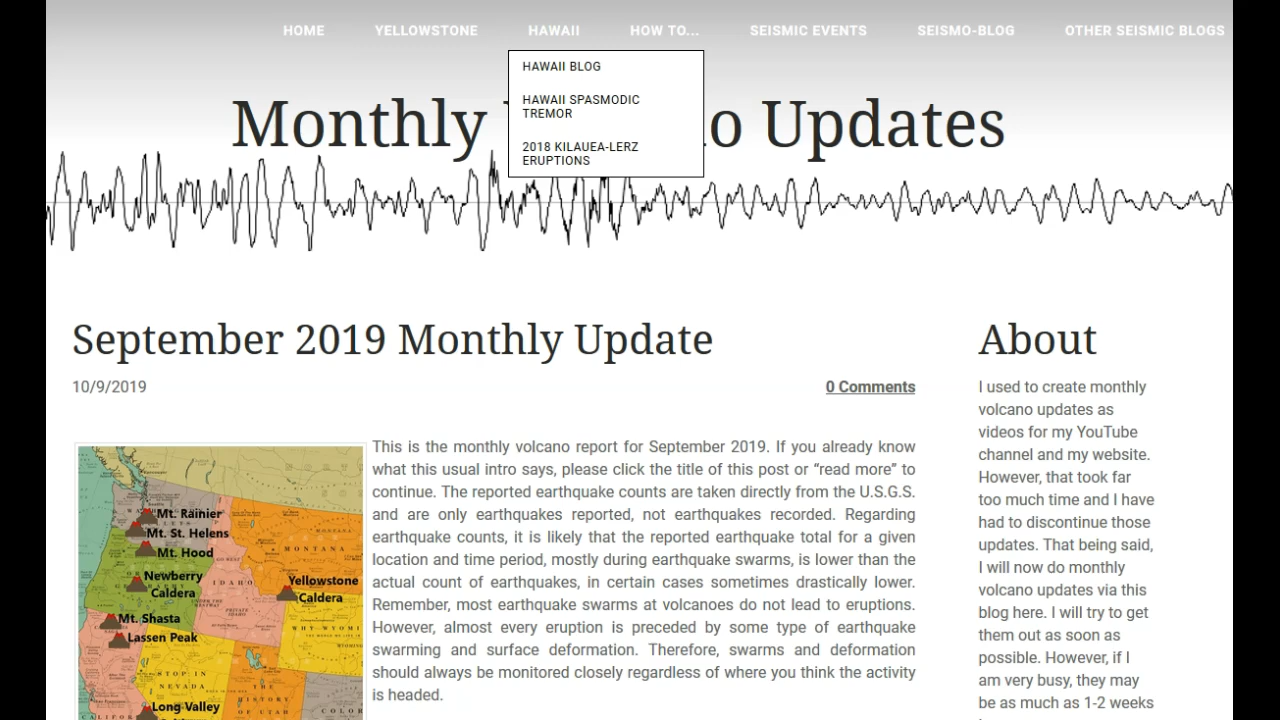 HOME YELLOWSTONE HAWAII HOW TO... SEISMIC EVENTS SEISMO-BLOG OTHER SEISMIC BLOGS
HAWAII BLOG
HAWAII SPASMODIC
TREMOR
2018 KILAUEA-LERZ
ERUPTIONS
Monthly o Updates
September 2019 Monthly Update
10/9/2019
0 Comments
This is the monthly volcano report for September 2019. If you already know
what this usual intro says, please click the title of this post or “read more” to
continue. The reported earthquake counts are taken directly from the U.S.G.S.
and are only earthquakes reported, not earthquakes recorded. Regarding
earthquake counts, it is likely that the reported earthquake total for a given
location and time period, mostly during earthquake swarms, is lower than the
actual count of earthquakes, in certain cases sometimes drastically lower.
Remember, most earthquake swarms at volcanoes do not lead to eruptions.
However, almost every eruption is preceded by some type of earthquake
swarming and surface deformation. Therefore, swarms and deformation
should always be monitored closely regardless of where you think the activity
is headed.
Mt. Rainier
Mt. St. Helens
Mt. Hood
MONTANA
Newberry
Caldera
IDAHO
Yellowstone
Caldera
Mt. Shasta
Lassen Peak
STOP IN
NEVADA
THE
HISTORY
OF UTAH
Long Valley
About
I used to create monthly
volcano updates as
videos for my YouTube
channel and my website.
However, that took far
too much time and I have
had to discontinue those
updates. That being said,
I will now do monthly
volcano updates via this
blog here. I will try to get
them out as soon as
possible. However, if I
am very busy, they may
be as much as 1-2 weeks